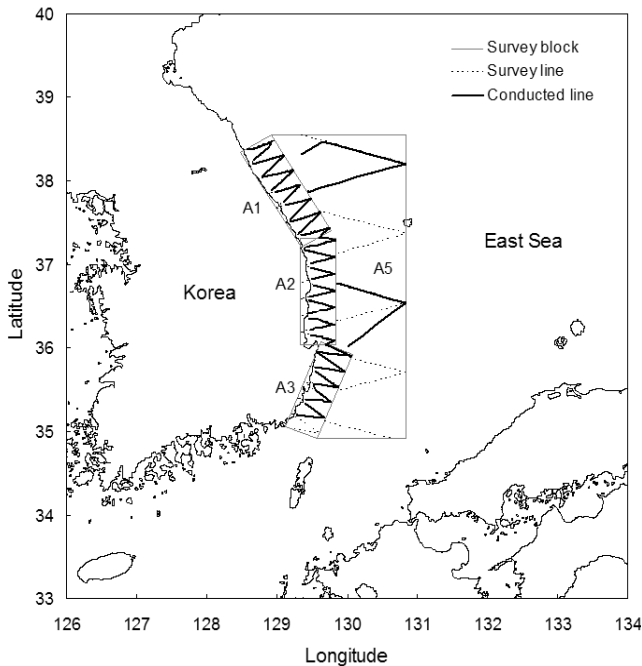 40
39
38
37
36
35
34
33
Latitude
Survey block
Survey line
Conducted line
A1
A2
A3
A5
Korea
East Sea
126 127 128 129 130 131 132 133 134
Longitude